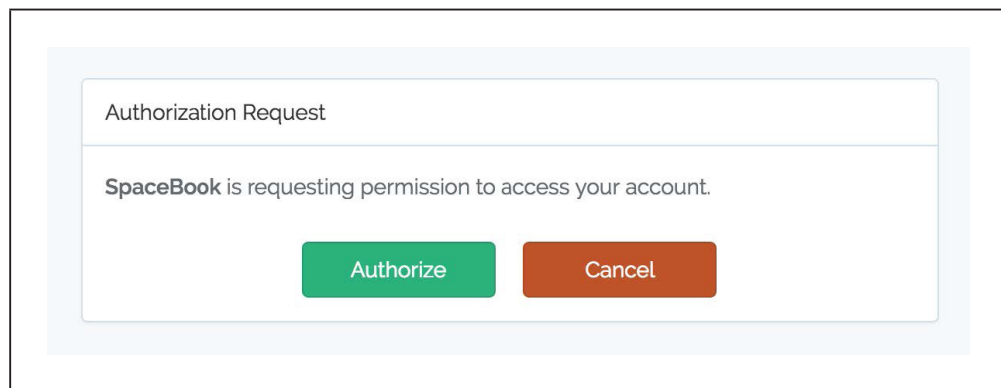 Authorization Request
SpaceBook is requesting permission to access your account.
Authorize
Cancel